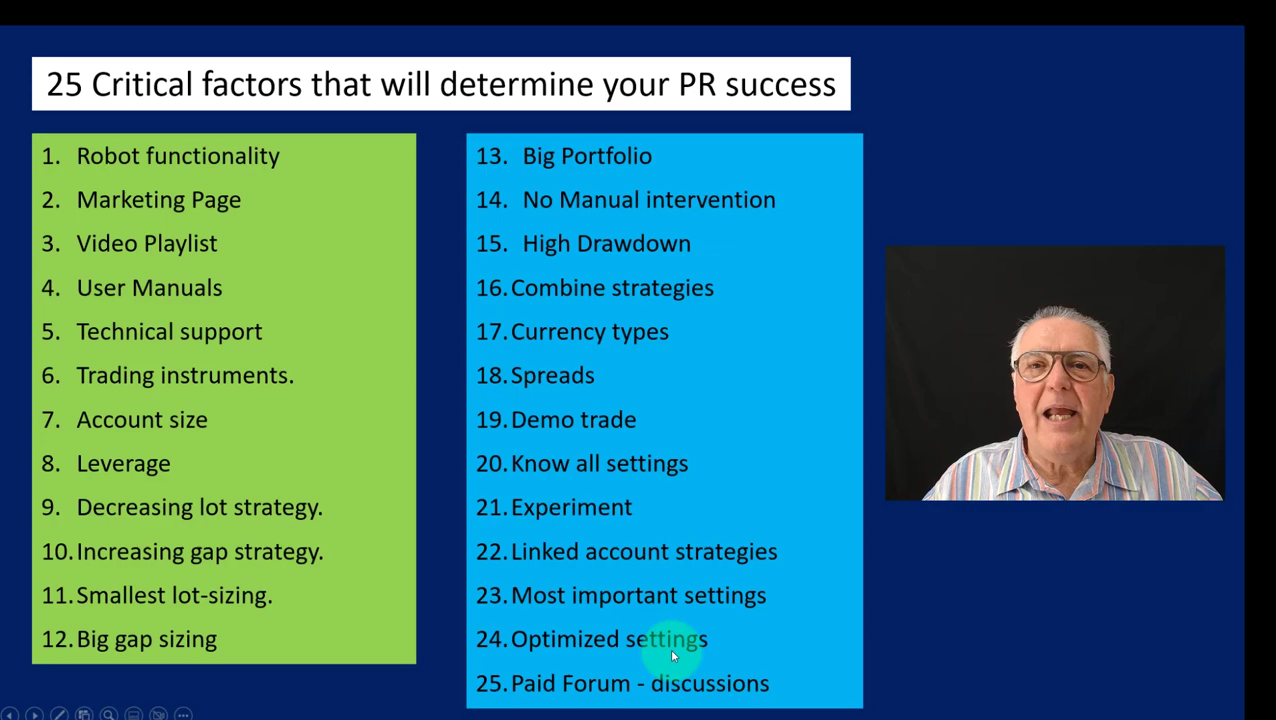 25 Critical factors that will determine your PR success
1. Robot functionality
2. Marketing Page
3. Video Playlist
4. User Manuals
5. Technical support
6. Trading instruments.
7. Account size
8. Leverage
9. Decreasing lot strategy.
10. Increasing gap strategy.
11. Smallest lot-sizing.
12. Big gap sizing
13. Big Portfolio
14. No Manual intervention
15. High Drawdown
16. Combine strategies
17. Currency types
18. Spreads
19. Demo trade
20. Know all settings
21. Experiment
22. Linked account strategies
23. Most important settings
24. Optimized settings
25. Paid Forum - discussions